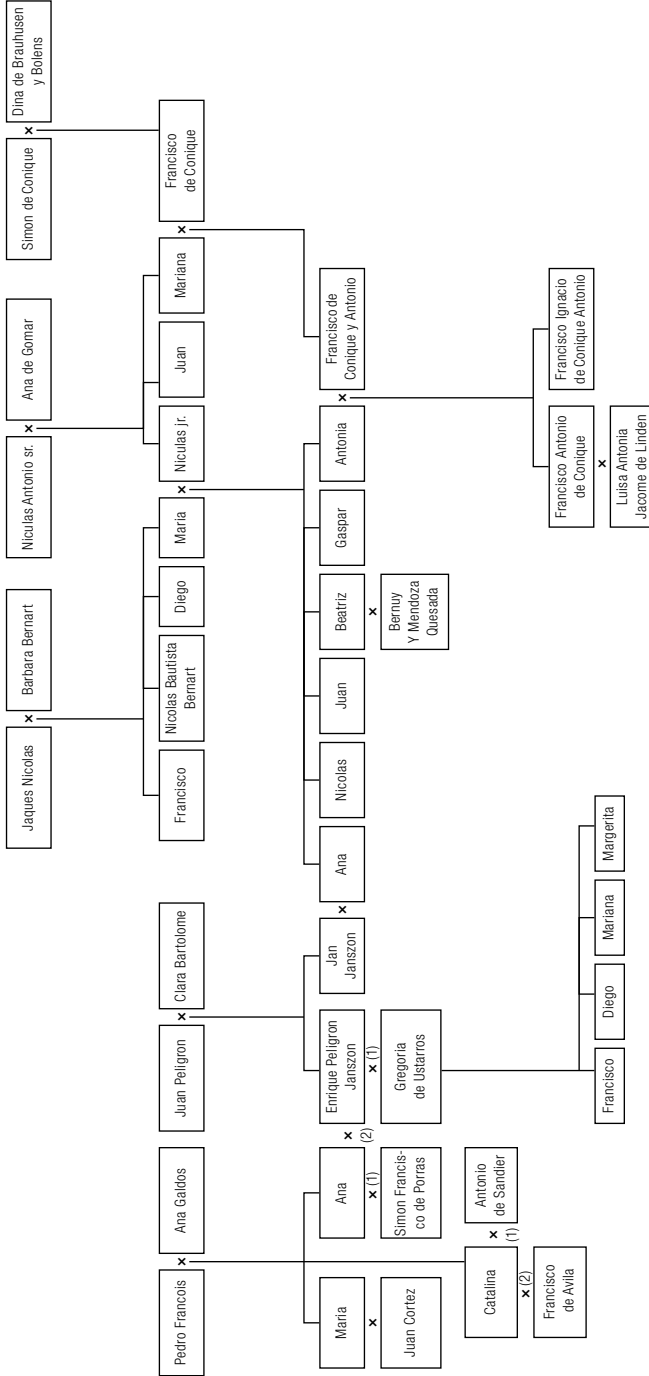 Jaques Nicolas
×
Barbara Bernart
Niculas Antonio sr.
×
Ana de Gomar
Simon de Conique
×
Dina de Brauhusen
y Bolens
Pedro Francois
×
Ana Galdos
Juan Peligron
×
Clara Bartolome
Francisco
Nicolas Bautista
Bernart
Diego
Maria
×
Niculas jr.
Juan
Mariana
×
Francisco
de Conique
Maria
×
Juan Cortez
Ana
× (1)
Simon Francis-
co de Porras
×
(2)
Enrique Peligron
Janszon
× (1)
Gregoria
de Ustarros
Jan
Janszon
×
Ana
Nicolas
Juan
Beatriz
×
Bernuy
Y Mendoza
Quesada
Gaspar
Antonia
×
Francisco de
Conique y Antonio
Catalina
× (2)
Francisco
de Avila
×
(1)
Antonio
de Sandier
Francisco
Diego
Mariana
Margerita
Francisco Antonio
de Conique
×
Luisa Antonia
Jacome de Linden
Francisco Ignacio
de Conique Antonio